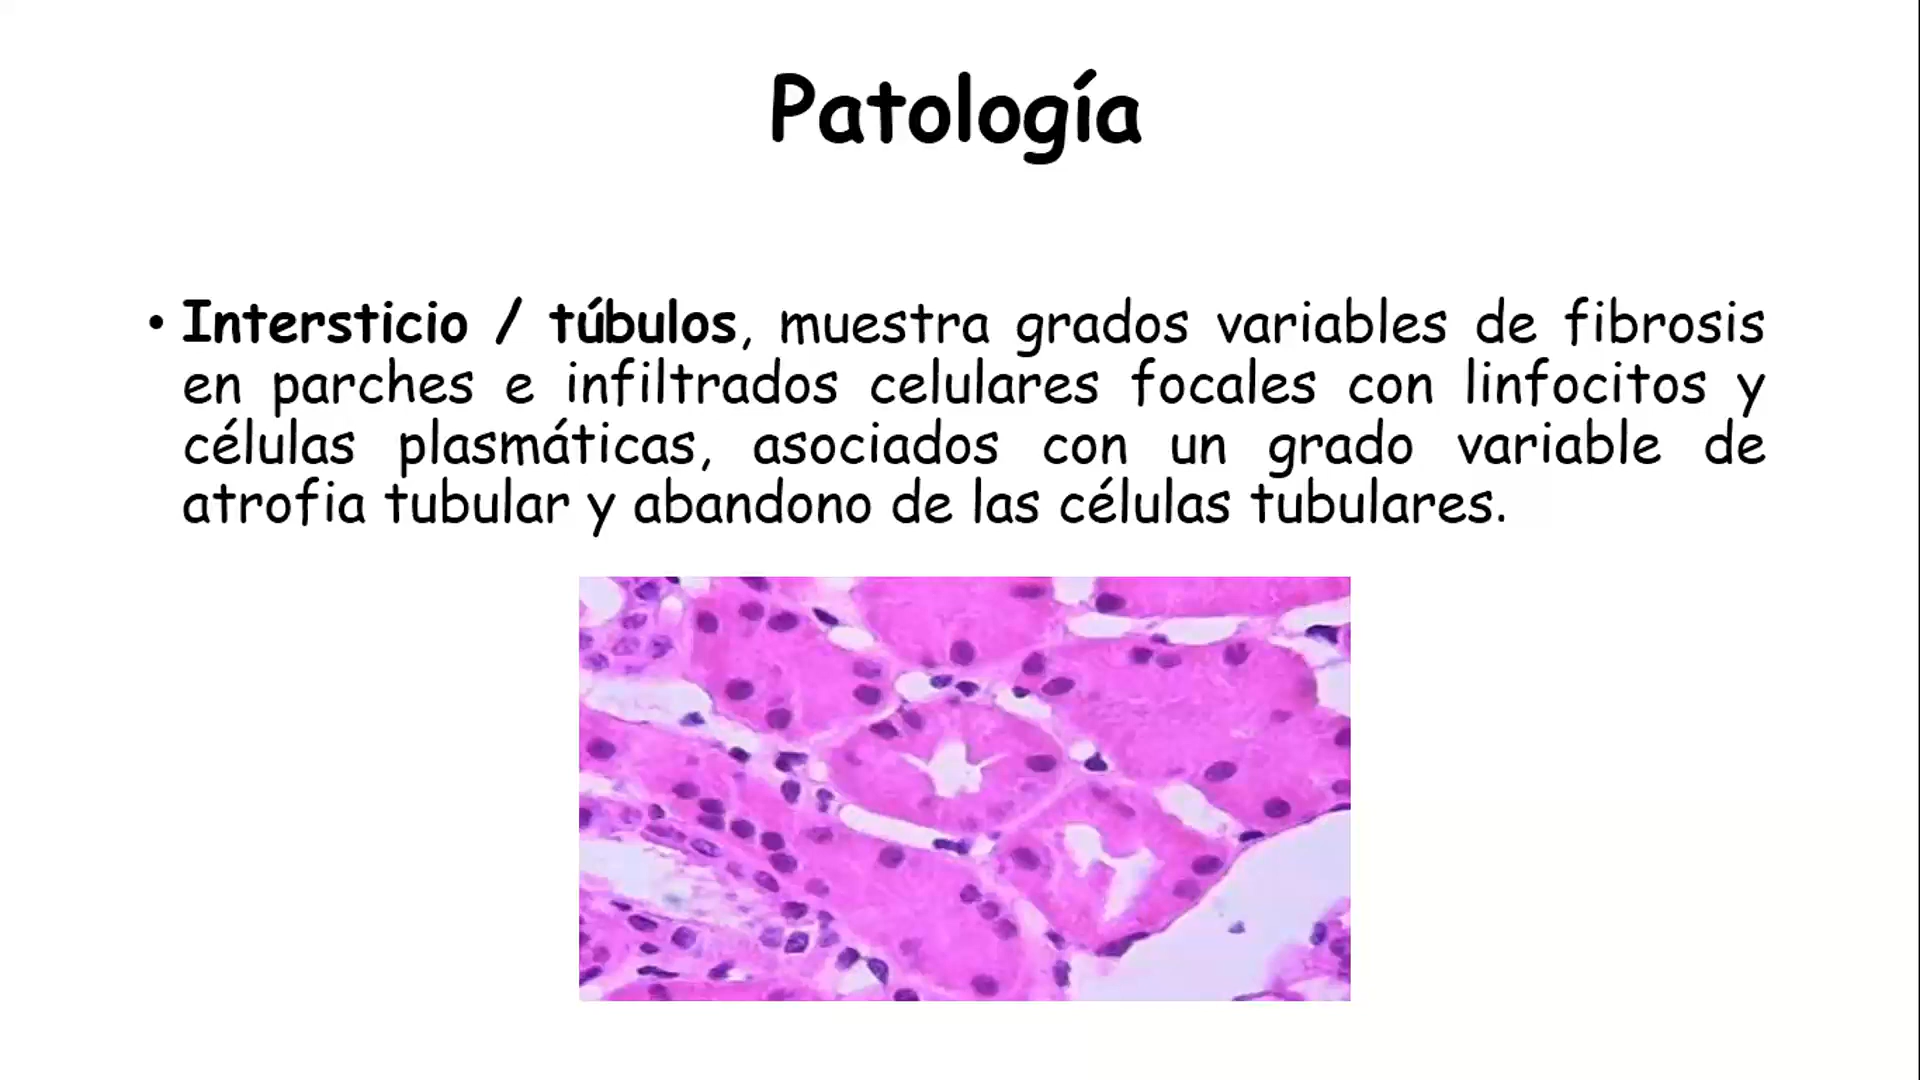 Patología
• Intersticio / túbulos, muestra grados variables de fibrosis
en parches e infiltrados celulares focales con linfocitos y
células plasmáticas, asociados con un grado variable de
atrofia tubular y abandono de las células tubulares.